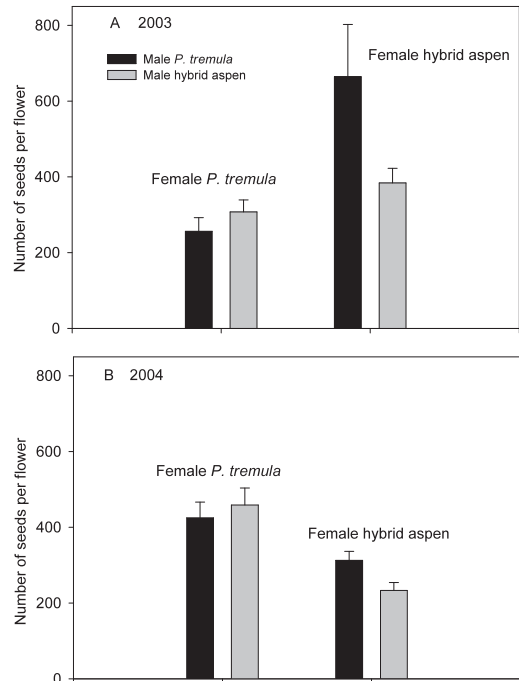 A 2003
Male P. tremula
Male hybrid aspen
Female hybrid aspen
Female P. tremula
Number of seeds per flower
800
600
400
200
0
B 2004
Female P. tremula
Female hybrid aspen
Number of seeds per flower
800
600
400
200
0